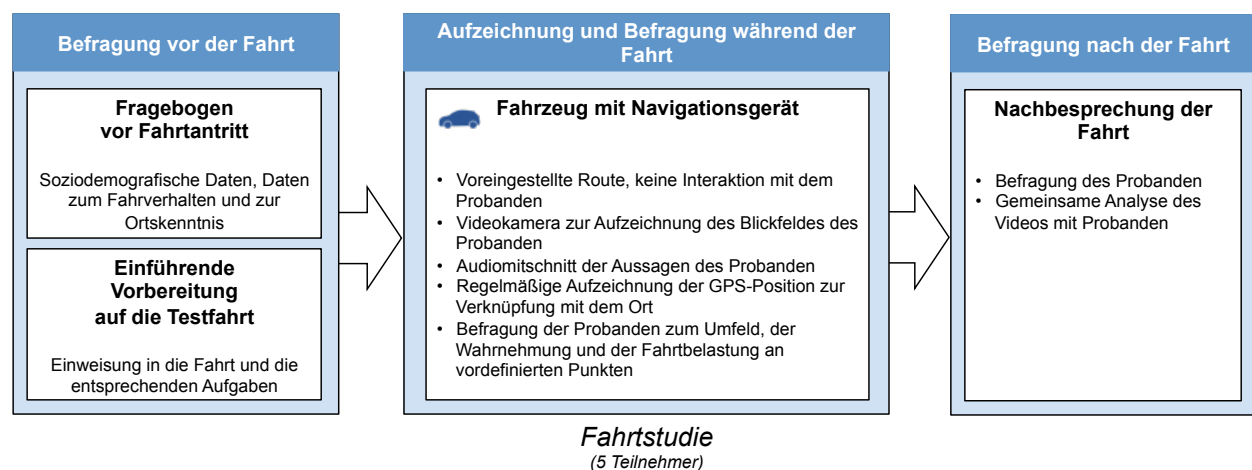 Befragung vor der Fahrt
Fragebogen
vor Fahrtantritt
Soziodemografische Daten, Daten
zum Fahrverhalten und zur
Ortskenntnis
Einführende
Vorbereitung
auf die Testfahrt
Einweisung in die Fahrt und die
entsprechenden Aufgaben
Aufzeichnung und Befragung während der
Fahrt
Fahrzeug mit Navigationsgerät
• Voreingestellte Route, keine Interaktion mit dem
Probanden
• Videokamera zur Aufzeichnung des Blickfeldes des
Probanden
• Audiomitschnitt der Aussagen des Probanden
• Regelmäßige Aufzeichnung der GPS-Position zur
Verknüpfung mit dem Ort
• Befragung der Probanden zum Umfeld, der
Wahrnehmung und der Fahrtbelastung an
vordefinierten Punkten
Befragung nach der Fahrt
Nachbesprechung der
Fahrt
• Befragung des Probanden
• Gemeinsame Analyse des
Videos mit Probanden
Fahrtstudie
(5 Teilnehmer)